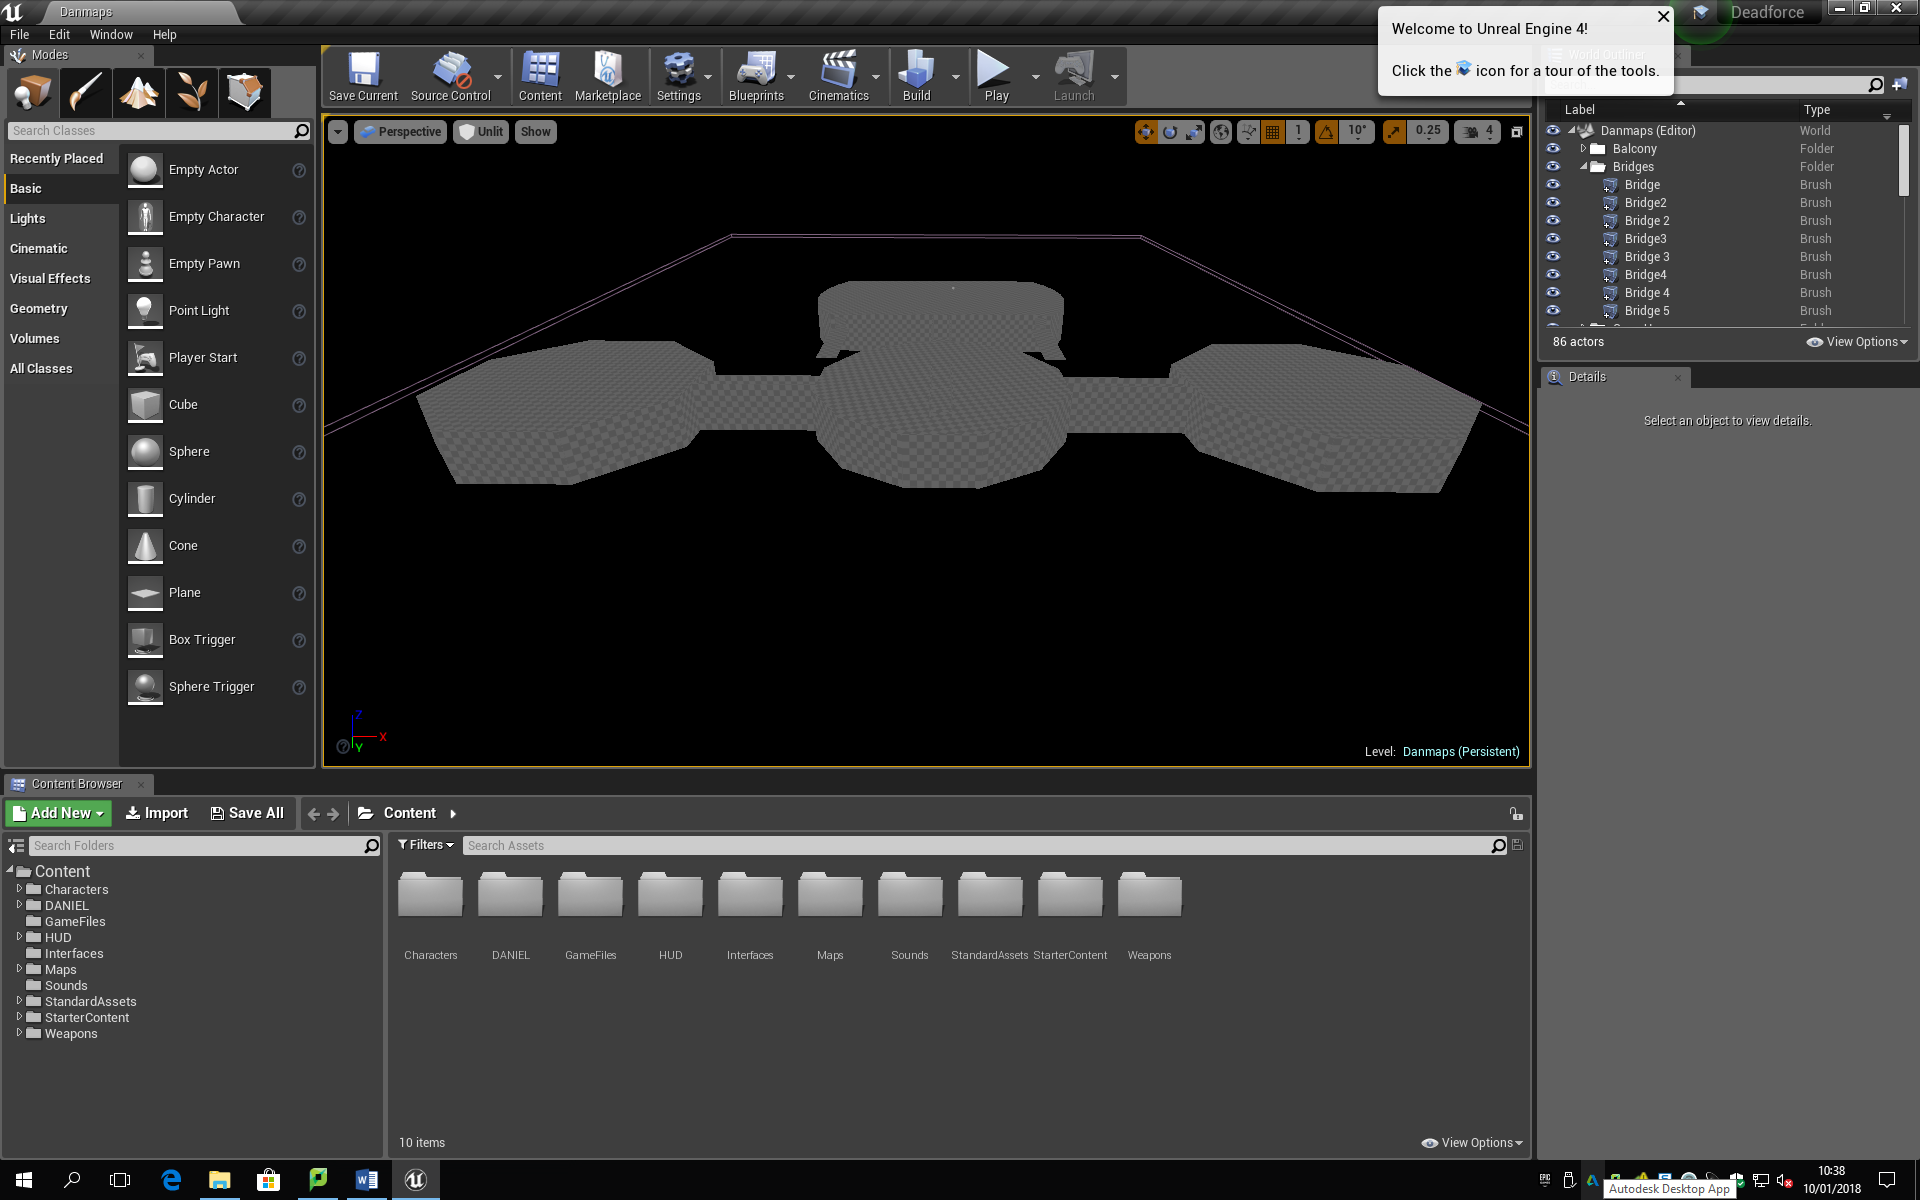 Danmaps
Deadforce
File Edit Window Help
Welcome to Unreal Engine 4!
Click the icon for a tour of the tools.
Modes
World Outliner
Save Current
Source Control
Content
Marketplace
Settings
Blueprints
Cinematics
Build
Play
Launch
Search Classes
Recently Placed
Basic
Lights
Cinematic
Visual Effects
Geometry
Volumes
All Classes
Empty Actor
Empty Character
Empty Pawn
Point Light
Player Start
Cube
Sphere
Cylinder
Cone
Plane
Box Trigger
Sphere Trigger
Perspective
Unlit
Show
1
10°
0.25
4
Z
X
Y
Level: Danmaps (Persistent)
Label Type
Danmaps (Editor) World
Balcony Folder
Bridges Folder
Bridge Brush
Bridge2 Brush
Bridge 2 Brush
Bridge3 Brush
Bridge 3 Brush
Bridge4 Brush
Bridge 4 Brush
Bridge 5 Brush
86 actors
View Options
Details
Select an object to view details.
Content Browser
Add New
Import
Save All
Content
Search Folders
Filters
Search Assets
Content
Characters
DANIEL
GameFiles
HUD
Interfaces
Maps
Sounds
StandardAssets
StarterContent
Weapons
Characters
DANIEL
GameFiles
HUD
Interfaces
Maps
Sounds
StandardAssets
StarterContent
Weapons
10 items
View Options
10:38
10/01/2018
Autodesk Desktop App